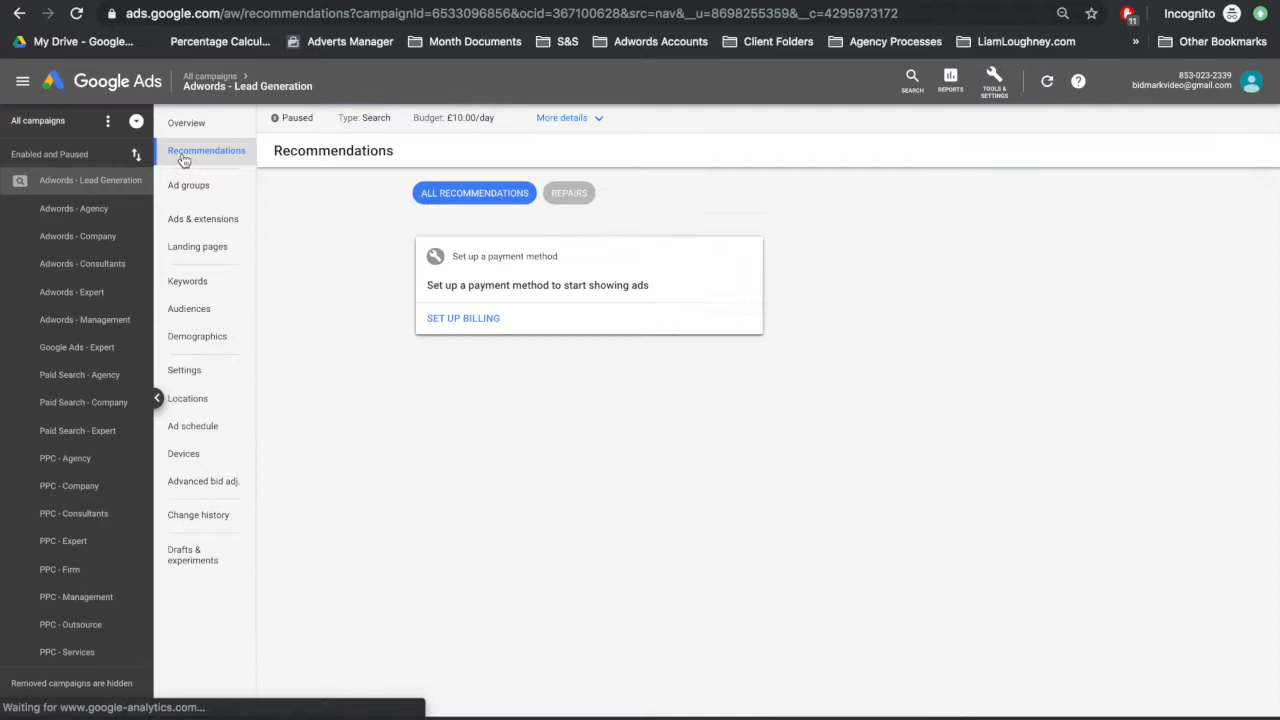 ads.google.com/aw/recommendations?campaignId=6533096856&ocid=367100628&src=nav&__u=8698255359&__c=4295973172
11
Incognito
My Drive - Google...
Percentage Calcul...
Adverts Manager
Month Documents
S&S
Adwords Accounts
Client Folders
Agency Processes
LiamLoughney.com
»
Other Bookmarks
Google Ads
All campaigns >
Adwords - Lead Generation
SEARCH
REPORTS
TOOLS &
SETTINGS
853-023-2339
bidmarkvideo@gmail.com
All campaigns
Enabled and Paused
Adwords - Lead Generation
Adwords - Agency
Adwords - Company
Adwords - Consultants
Adwords - Expert
Adwords - Management
Google Ads - Expert
Paid Search - Agency
Paid Search - Company
Paid Search - Expert
PPC - Agency
PPC - Company
PPC - Consultants
PPC - Expert
PPC - Firm
PPC - Management
PPC - Outsource
PPC - Services
Removed campaigns are hidden
Waiting for www.google-analytics.com...
Overview
Recommendations
Ad groups
Ads & extensions
Landing pages
Keywords
Audiences
Demographics
Settings
Locations
Ad schedule
Devices
Advanced bid adj.
Change history
Drafts &
experiments
Paused
Type: Search
Budget: £10.00/day
More details
Recommendations
ALL RECOMMENDATIONS
REPAIRS
Set up a payment method
Set up a payment method to start showing ads
SET UP BILLING